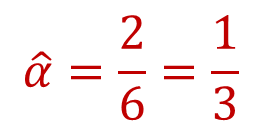 α̂ = 2/6 = 1/3